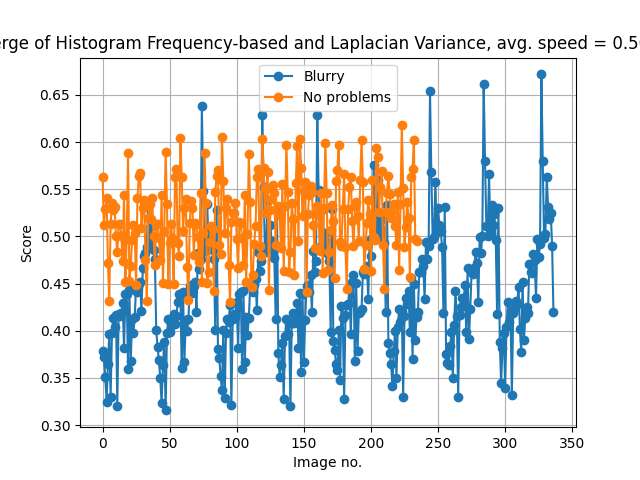 erge of Histogram Frequency-based and Laplacian Variance, avg. speed = 0.5
Blurry
No problems
Score
0.65
0.60
0.55
0.50
0.45
0.40
0.35
0.30
0 50 100 150 200 250 300 350
Image no.